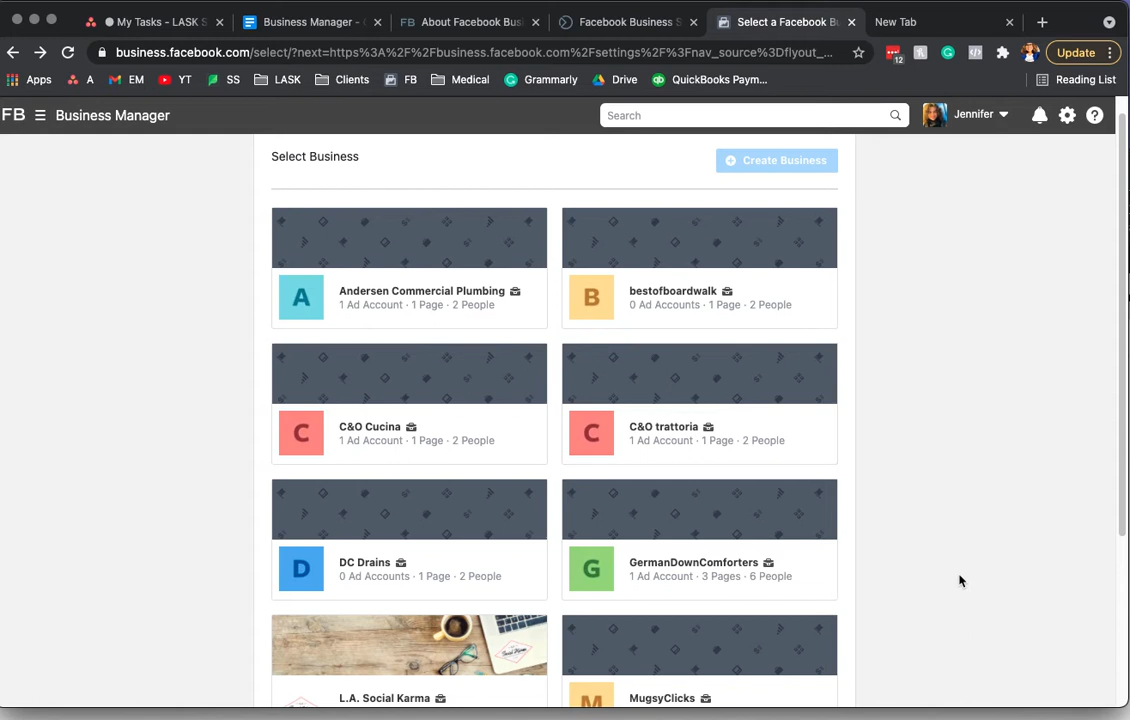 My Tasks - LASK S
Business Manager -
About Facebook Busi
Facebook Business S
Select a Facebook Bu
New Tab
business.facebook.com/select/?next=https%3A%2F%2Fbusiness.facebook.com%2Fsettings%2F%3Fnav_source%3Dflyout_...
12
Update
Apps
A
EM
YT
SS
LASK
Clients
FB
Medical
Grammarly
Drive
QuickBooks Paym...
Reading List
FB
Business Manager
Search
Jennifer
Select Business
Create Business
A
Andersen Commercial Plumbing
1 Ad Account · 1 Page · 2 People
B
bestofboardwalk
0 Ad Accounts · 1 Page · 2 People
C
C&O Cucina
1 Ad Account · 1 Page · 2 People
C
C&O trattoria
1 Ad Account · 1 Page · 2 People
D
DC Drains
0 Ad Accounts · 1 Page · 2 People
G
GermanDownComforters
1 Ad Account · 3 Pages · 6 People
L.A. Social Karma
M
MugsyClicks